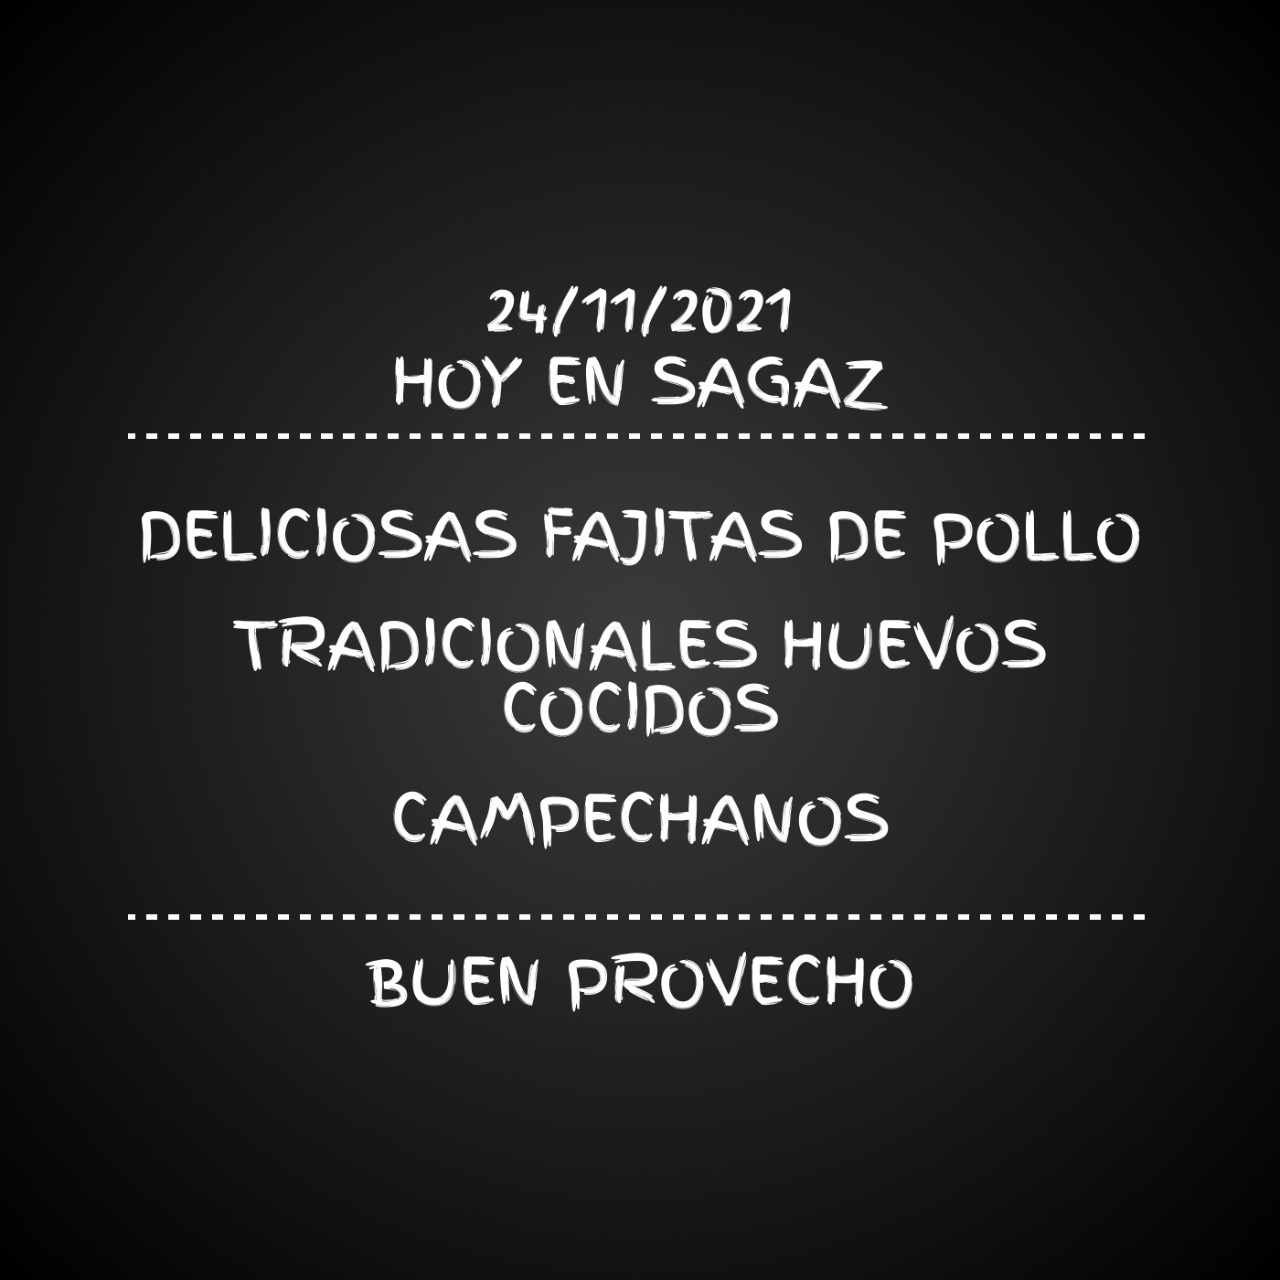 24/11/2021
HOY EN SAGAZ
DELICIOSAS FAJITAS DE POLLO
TRADICIONALES HUEVOS
COCIDOS
CAMPECHANOS
BUEN PROVECHO